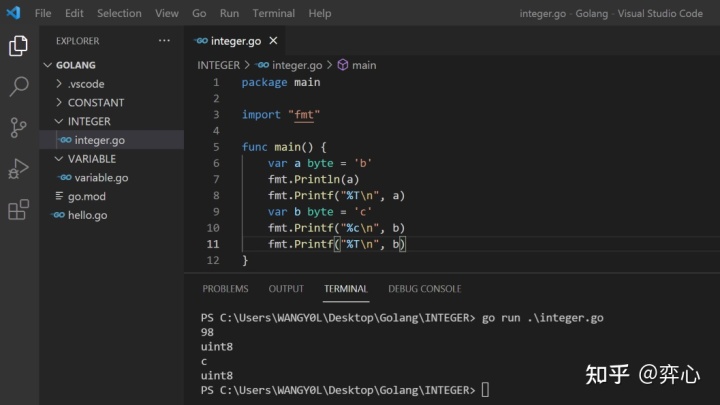 File Edit Selection View Go Run Terminal Help
integer.go - Golang - Visual Studio Code
EXPLORER
GOLANG
.vscode
CONSTANT
INTEGER
integer.go
VARIABLE
variable.go
go.mod
hello.go
integer.go
INTEGER > integer.go > main
1 package main
2
3 import "fmt"
4
5 func main() {
6 var a byte = 'b'
7 fmt.Println(a)
8 fmt.Printf("%T\n", a)
9 var b byte = 'c'
10 fmt.Printf("%c\n", b)
11 fmt.Printf("%T\n", b)
12 }
PROBLEMS OUTPUT TERMINAL DEBUG CONSOLE
PS C:\Users\WANGY0L\Desktop\Golang\INTEGER> go run .\integer.go
98
uint8
c
uint8
PS C:\Users\WANGY0L\Desktop\Golang\INTEGER>
知乎 @弈心